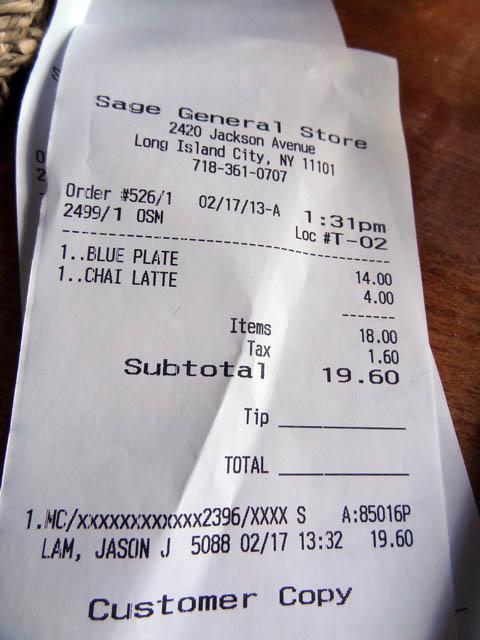 Sage General Store
2420 Jackson Avenue
Long Island City, NY 11101
718-361-0707
Order #526/1 02/17/13-A 1:31pm
2499/1 OSM Loc #T-02
1..BLUE PLATE 14.00
1..CHAI LATTE 4.00
Items 18.00
Tax 1.60
Subtotal 19.60
Tip
TOTAL
1.MC/xxxxxxxxxxxx2396/XXXX S A:85016P
LAM, JASON J 5088 02/17 13:32 19.60
Customer Copy